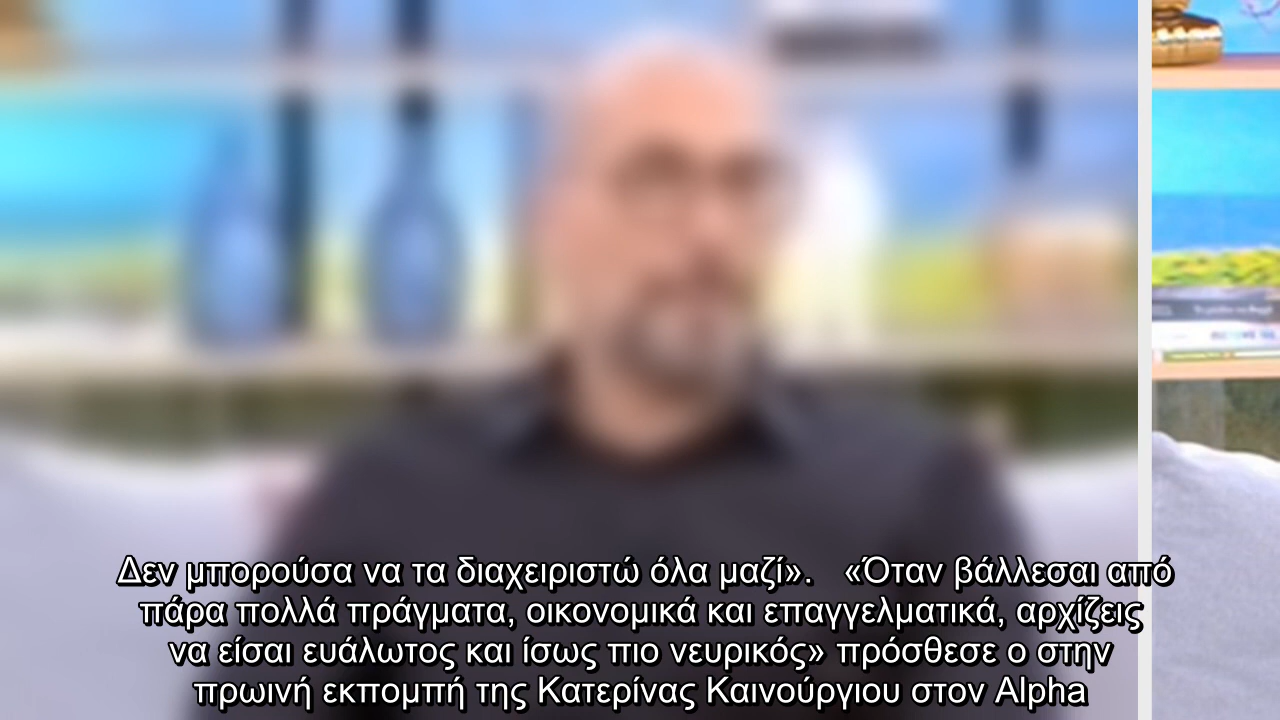 Δεν μπορούσα να τα διαχειριστώ όλα μαζί».   «Όταν βάλλεσαι από
πάρα πολλά πράγματα, οικονομικά και επαγγελματικά, αρχίζεις
να είσαι ευάλωτος και ίσως πιο νευρικός» πρόσθεσε ο στην
πρωινή εκπομπή της Κατερίνας Καινούργιου στον Alpha